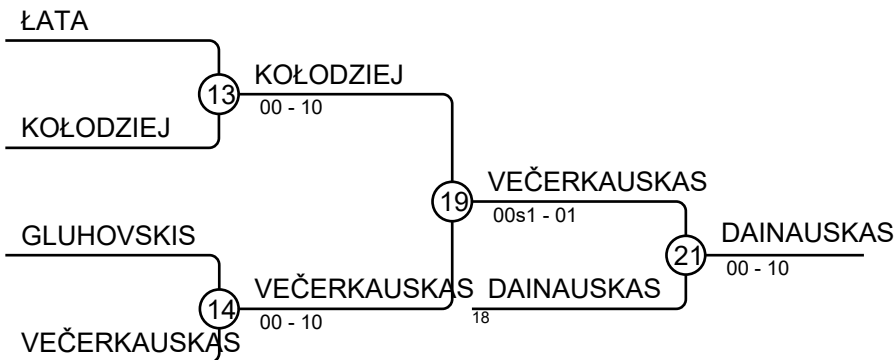 ŁATA
13
KOŁODZIEJ
00 - 10
KOŁODZIEJ
19
VEČERKAUSKAS
00s1 - 01
GLUHOVSKIS
21
DAINAUSKAS
00 - 10
14
VEČERKAUSKAS
00 - 10
DAINAUSKAS
18
VEČERKAUSKAS